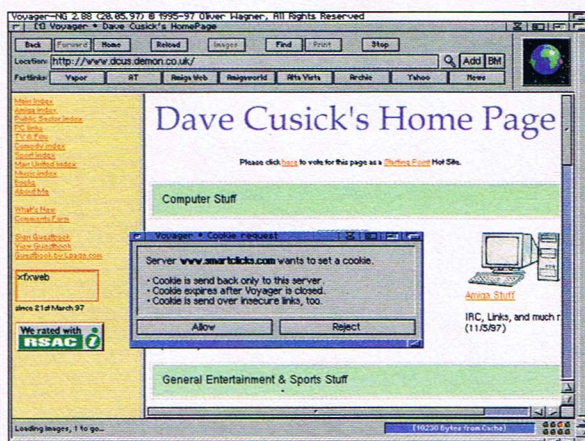 Voyager-NG 2.88 (20.05.97) © 1995-97 Oliver Wagner, All Rights Reserved
Voyager • Dave Cusick's HomePage
Back Forward Home Reload Images Find Print Stop
Location: http://www.dcus.demon.co.uk/ Add BM
Fastlinks: Vapor AT Amiga Web Amigaworld Alta Vista Archie Yahoo News
Main Index
Amiga index
Public Sector index
PC links
TV & Film
Comedy index
Sport index
Man United index
Music index
Books
About Me
What's New
Comments Form
Sign Guestbook
View Guestbook
Guestbook by Lpage.com
xfxweb
since 21st March 97
We rated with
RSAC i
Dave Cusick's Home Page
Please click here to vote for this page as a Starting Point Hot Site.
Computer Stuff
Voyager • Cookie request
Server www.smartclicks.com wants to set a cookie.
• Cookie is send back only to this server.
• Cookie expires after Voyager is closed.
• Cookie is send over insecure links, too.
Allow Reject
Amiga Stuff
IRC, Links, and much r
(11/5/97)
General Entertainment & Sports Stuff
Loading images, 1 to go...
(10230 Bytes from Cache)